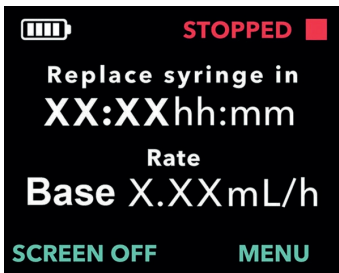 STOPPED
Replace syringe in
XX:XXhh:mm
Rate
Base X.XXmL/h
SCREEN OFF MENU